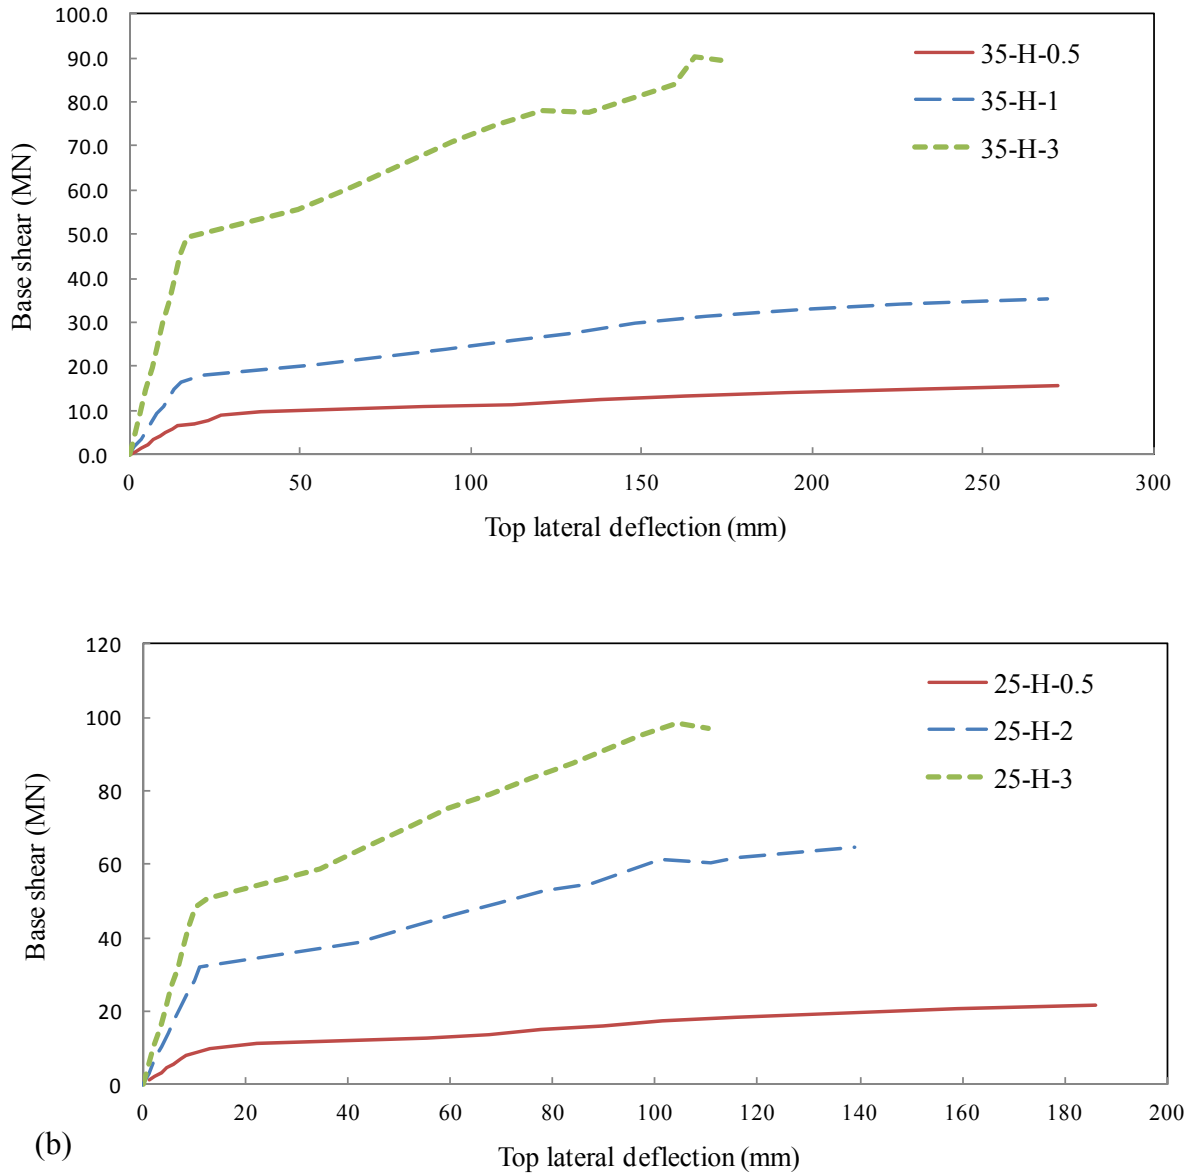 100.0
90.0
80.0
70.0
60.0
50.0
40.0
30.0
20.0
10.0
0.0
Base shear (MN)
35-H-0.5
35-H-1
35-H-3
0 50 100 150 200 250 300
Top lateral deflection (mm)
120
100
80
60
40
20
0
Base shear (MN)
25-H-0.5
25-H-2
25-H-3
0 20 40 60 80 100 120 140 160 180 200
(b)
Top lateral deflection (mm)